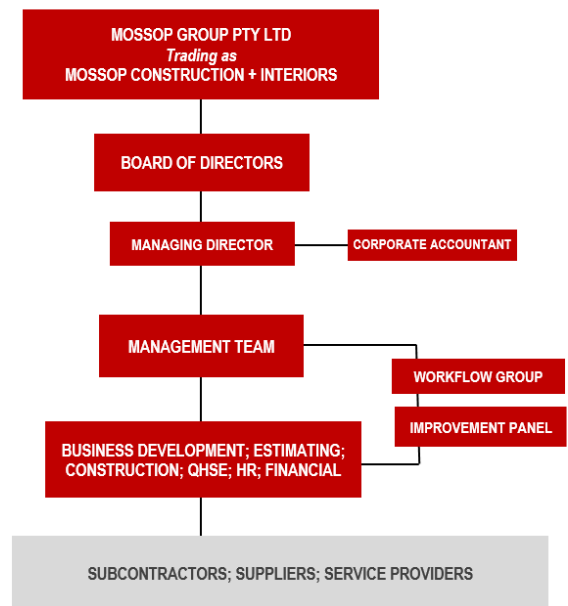 MOSSOP GROUP PTY LTD
Trading as
MOSSOP CONSTRUCTION + INTERIORS
BOARD OF DIRECTORS
MANAGING DIRECTOR
CORPORATE ACCOUNTANT
MANAGEMENT TEAM
WORKFLOW GROUP
IMPROVEMENT PANEL
BUSINESS DEVELOPMENT; ESTIMATING;
CONSTRUCTION; QHSE; HR; FINANCIAL
SUBCONTRACTORS; SUPPLIERS; SERVICE PROVIDERS